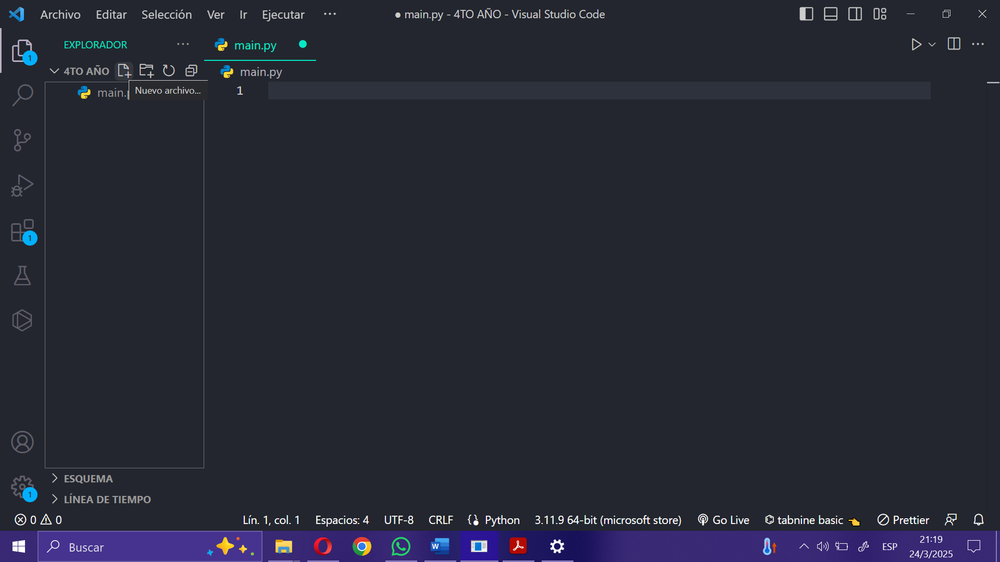 Archivo Editar Selección Ver Ir Ejecutar ··· ● main.py - 4TO AÑO - Visual Studio Code
EXPLORADOR ···
main.py
4TO AÑO
main.py
main.p
Nuevo archivo...
1
1
1
ESQUEMA
1
LÍNEA DE TIEMPO
0 0 Lín. 1, col. 1 Espacios: 4 UTF-8 CRLF Python 3.11.9 64-bit (microsoft store) Go Live tabnine basic Prettier
Buscar
ESP
21:19
24/3/2025